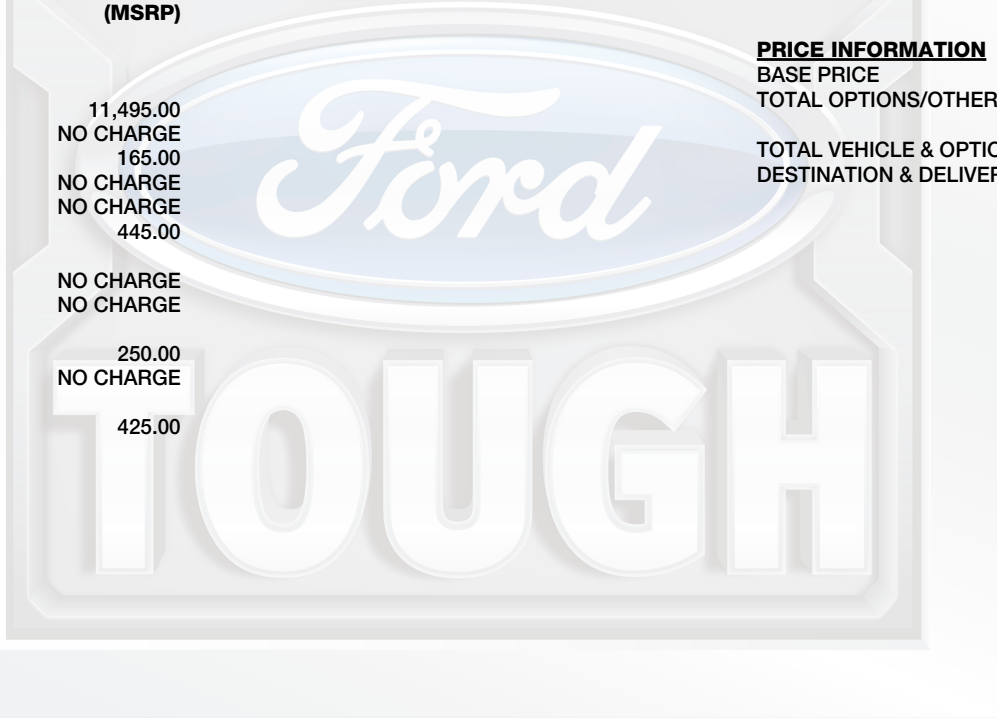 (MSRP)
11,495.00
NO CHARGE
165.00
NO CHARGE
NO CHARGE
445.00
NO CHARGE
NO CHARGE
250.00
NO CHARGE
425.00
PRICE INFORMATION
BASE PRICE
TOTAL OPTIONS/OTHER
TOTAL VEHICLE & OPTIO
DESTINATION & DELIVER
Ford
TOUGH